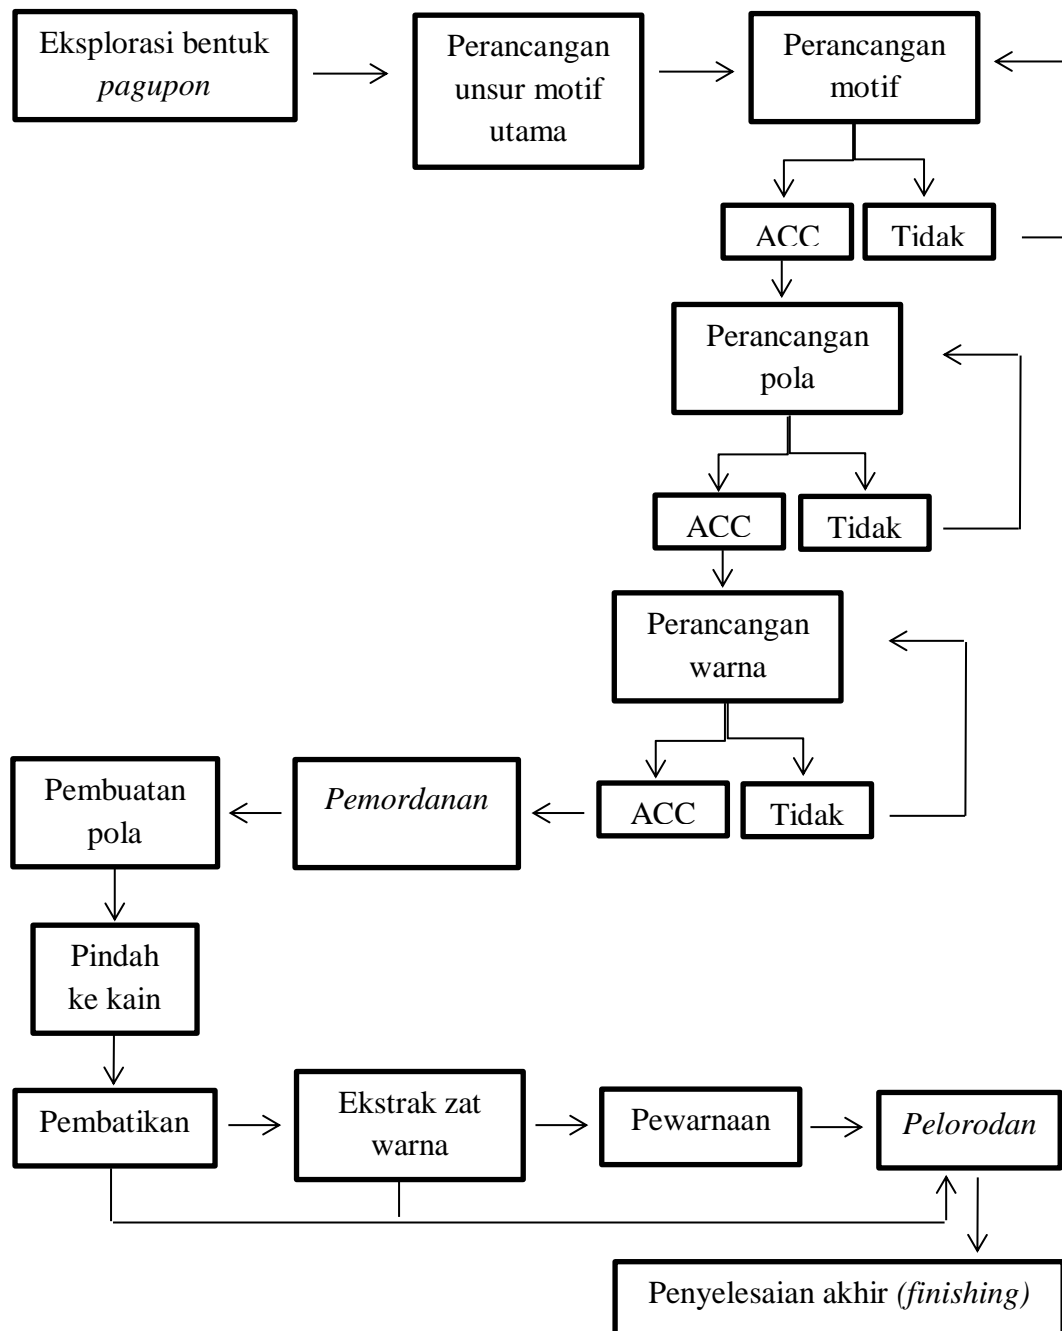 Eksplorasi bentuk
pagupon
Perancangan
unsur motif
utama
Perancangan
motif
ACC
Tidak
Perancangan
pola
ACC
Tidak
Perancangan
warna
ACC
Tidak
Pemordanan
Pembuatan
pola
Pindah
ke kain
Pembatikan
Ekstrak zat
warna
Pewarnaan
Pelorodan
Penyelesaian akhir (finishing)